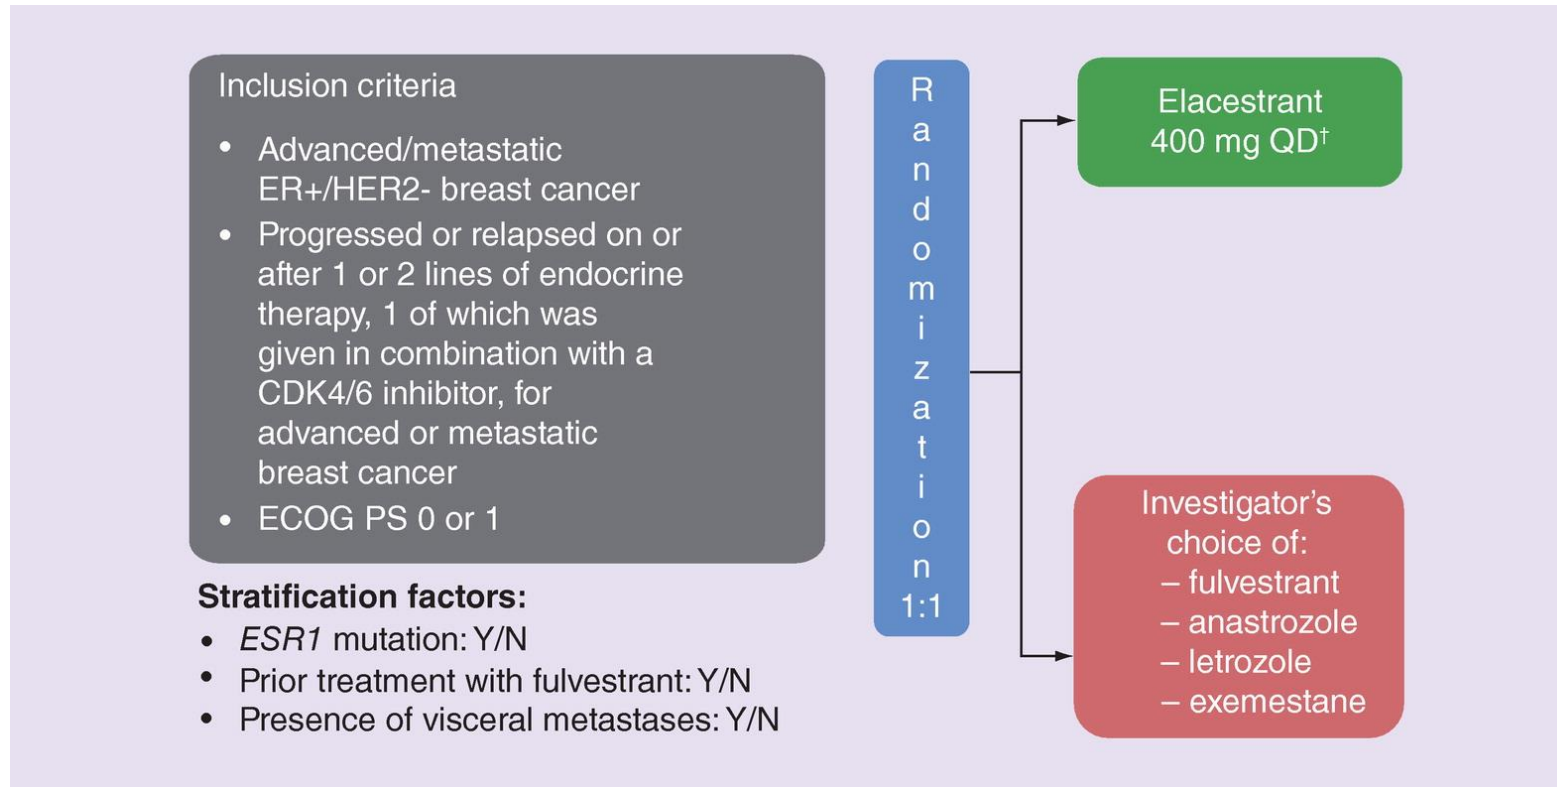 Inclusion criteria
• Advanced/metastatic
ER+/HER2- breast cancer
• Progressed or relapsed on or
after 1 or 2 lines of endocrine
therapy, 1 of which was
given in combination with a
CDK4/6 inhibitor, for
advanced or metastatic
breast cancer
• ECOG PS 0 or 1
Stratification factors:
• ESR1 mutation: Y/N
• Prior treatment with fulvestrant: Y/N
• Presence of visceral metastases: Y/N
R
a
n
d
o
m
i
z
a
t
i
o
n
1:1
Elacestrant
400 mg QD†
Investigator’s
choice of:
– fulvestrant
– anastrozole
– letrozole
– exemestane